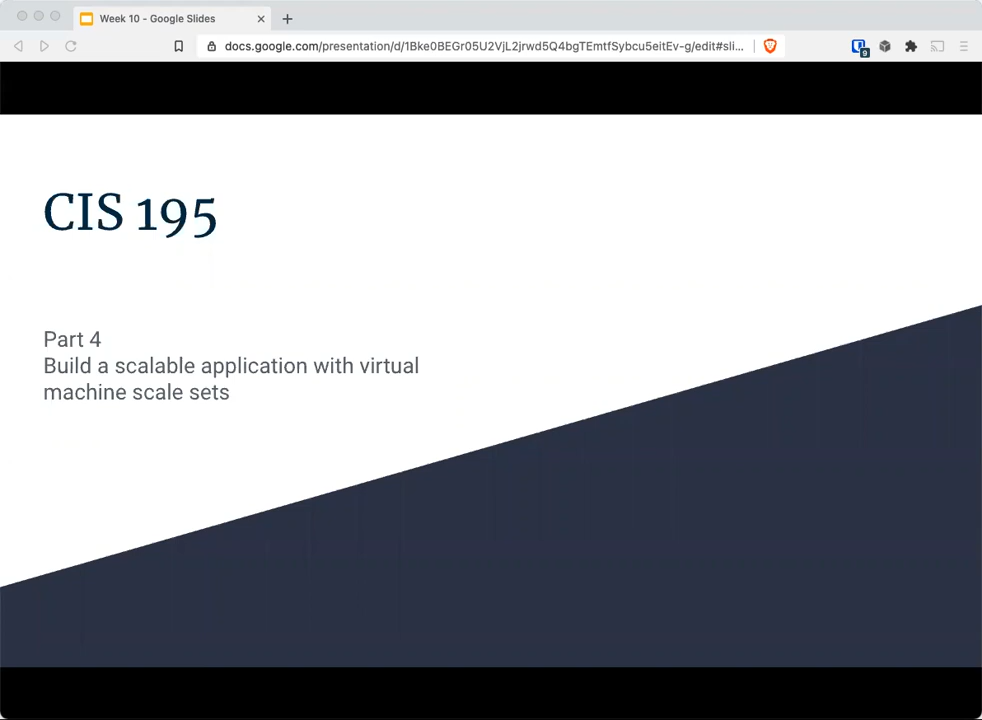 Week 10 - Google Slides
docs.google.com/presentation/d/1Bke0BEGr05U2VjL2jrwd5Q4bgTEmtfSybcu5eitEv-g/edit#sli...
9
CIS 195
Part 4
Build a scalable application with virtual
machine scale sets